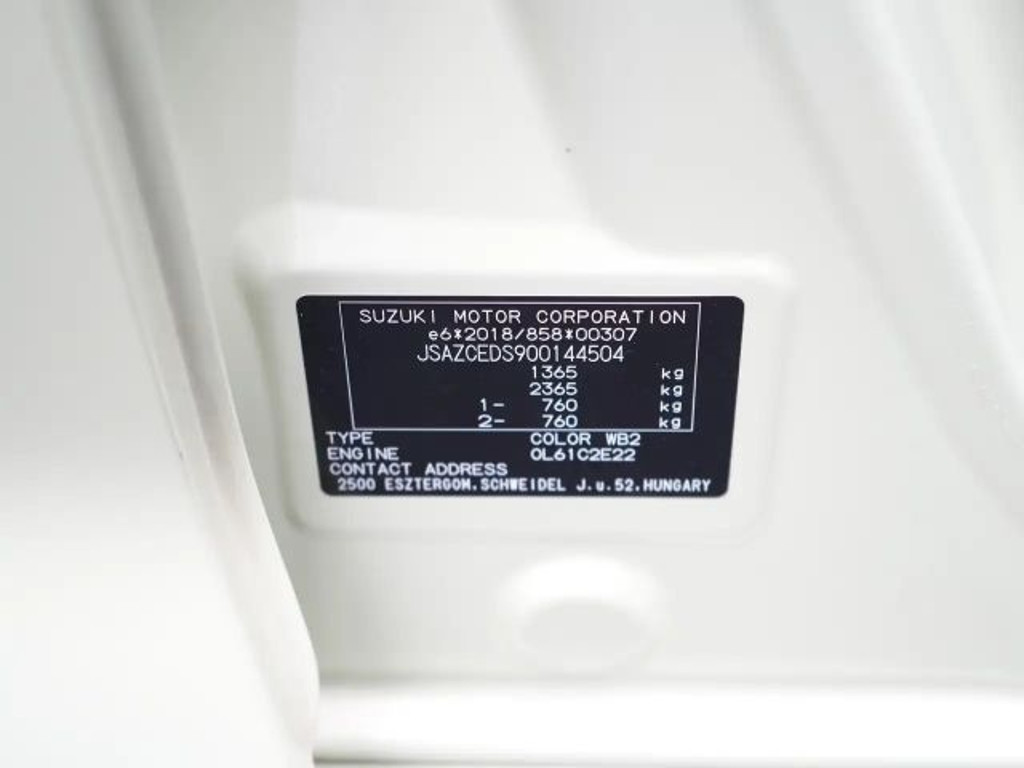 SUZUKI MOTOR CORPORATION
e6*2018/858*00307
JSAZCEDS900144504
1365 kg
2365 kg
1- 760 kg
2- 760 kg
TYPE COLOR WB2
ENGINE 0L61C2E22
CONTACT ADDRESS
2500 ESZTERGOM.SCHWEIDEL J.u.52.HUNGARY